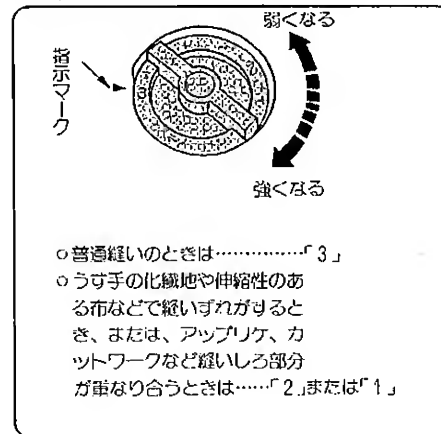 弱くなる
指示マーク
強くなる
○普通縫いのときは……………「3」
○うす手の化繊地や伸縮性のあ
る布などで縫いずれがすると
き、または、アップリケ、カ
ットワークなど縫いしろ部分
が重なり合うときは……「2」または「1」